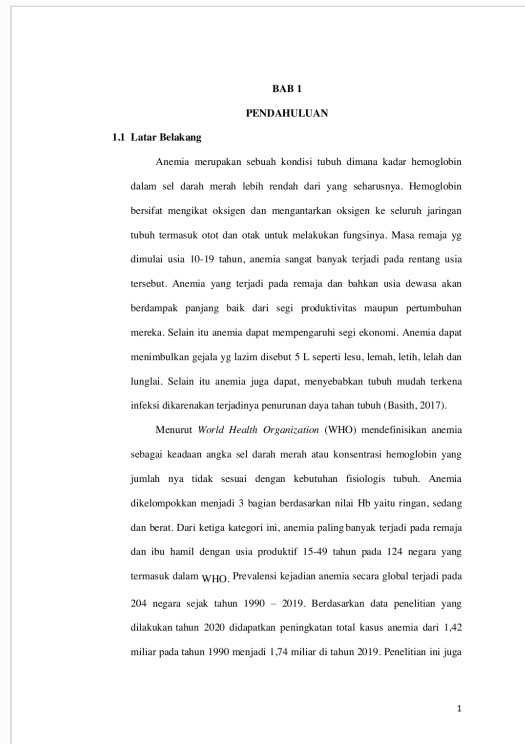 BAB 1
PENDAHULUAN
1.1 Latar Belakang
Anemia merupakan sebuah kondisi tubuh dimana kadar hemoglobin
dalam sel darah merah lebih rendah dari yang seharusnya. Hemoglobin
bersifat mengikat oksigen dan mengantarkan oksigen ke seluruh jaringan
tubuh termasuk otot dan otak untuk melakukan fungsinya. Masa remaja yg
dimulai usia 10-19 tahun, anemia sangat banyak terjadi pada rentang usia
tersebut. Anemia yang terjadi pada remaja dan bahkan usia dewasa akan
berdampak panjang baik dari segi produktivitas maupun pertumbuhan
mereka. Selain itu anemia dapat mempengaruhi segi ekonomi. Anemia dapat
menimbulkan gejala yg lazim disebut 5 L seperti lesu, lemah, letih, lelah dan
lunglai. Selain itu anemia juga dapat, menyebabkan tubuh mudah terkena
infeksi dikarenakan terjadinya penurunan daya tahan tubuh (Basith, 2017).
Menurut World Health Organization (WHO) mendefinisikan anemia
sebagai keadaan angka sel darah merah atau konsentrasi hemoglobin yang
jumlah nya tidak sesuai dengan kebutuhan fisiologis tubuh. Anemia
dikelompokkan menjadi 3 bagian berdasarkan nilai Hb yaitu ringan, sedang
dan berat. Dari ketiga kategori ini, anemia paling banyak terjadi pada remaja
dan ibu hamil dengan usia produktif 15-49 tahun pada 124 negara yang
termasuk dalam WHO. Prevalensi kejadian anemia secara global terjadi pada
204 negara sejak tahun 1990 – 2019. Berdasarkan data penelitian yang
dilakukan tahun 2020 didapatkan peningkatan total kasus anemia dari 1,42
miliar pada tahun 1990 menjadi 1,74 miliar di tahun 2019. Penelitian ini juga
1